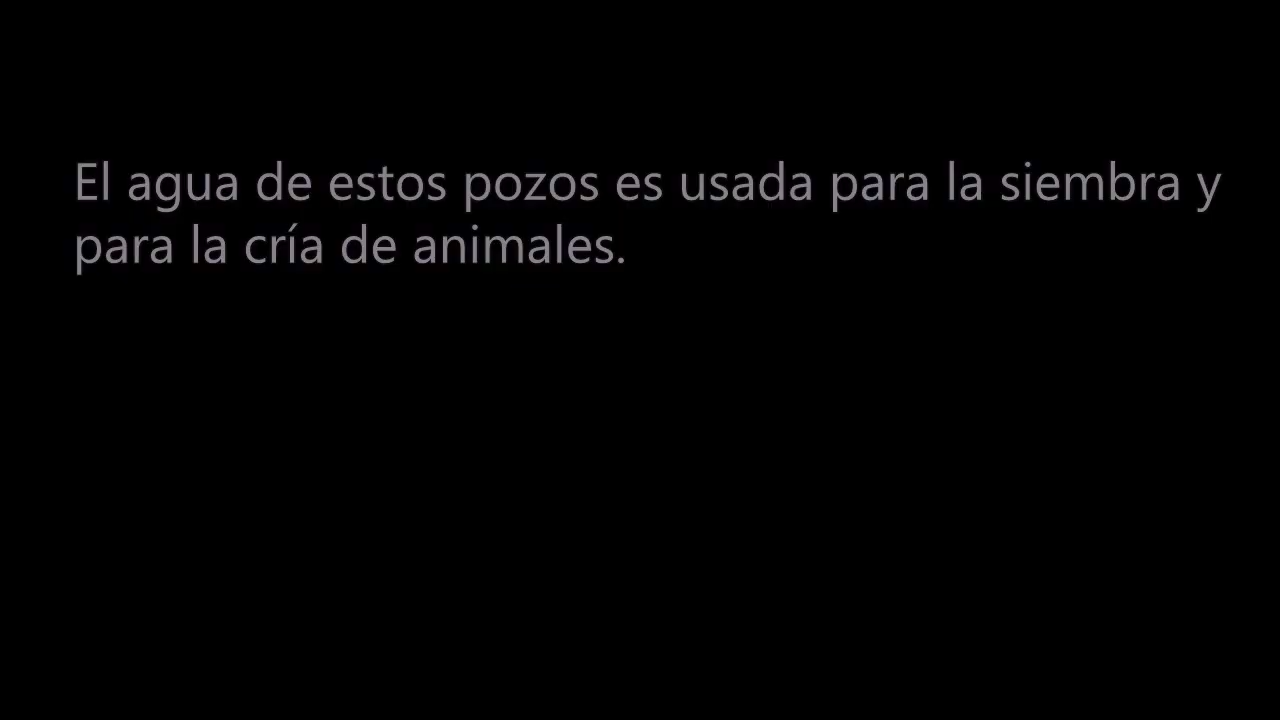 El agua de estos pozos es usada para la siembra y
para la cría de animales.